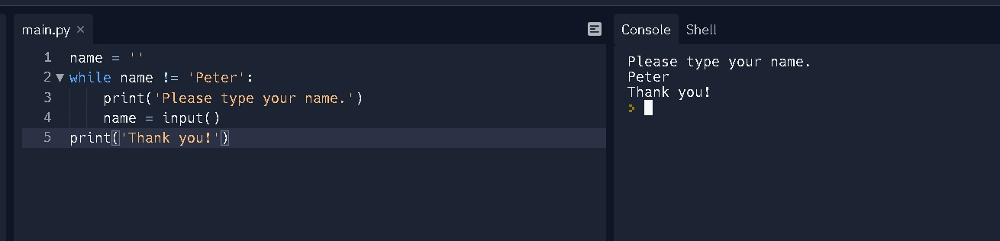 main.py ×
1 name = ''
2 while name != 'Peter':
3     print('Please type your name.')
4     name = input()
5 print('Thank you!')
Console Shell
Please type your name.
Peter
Thank you!
>